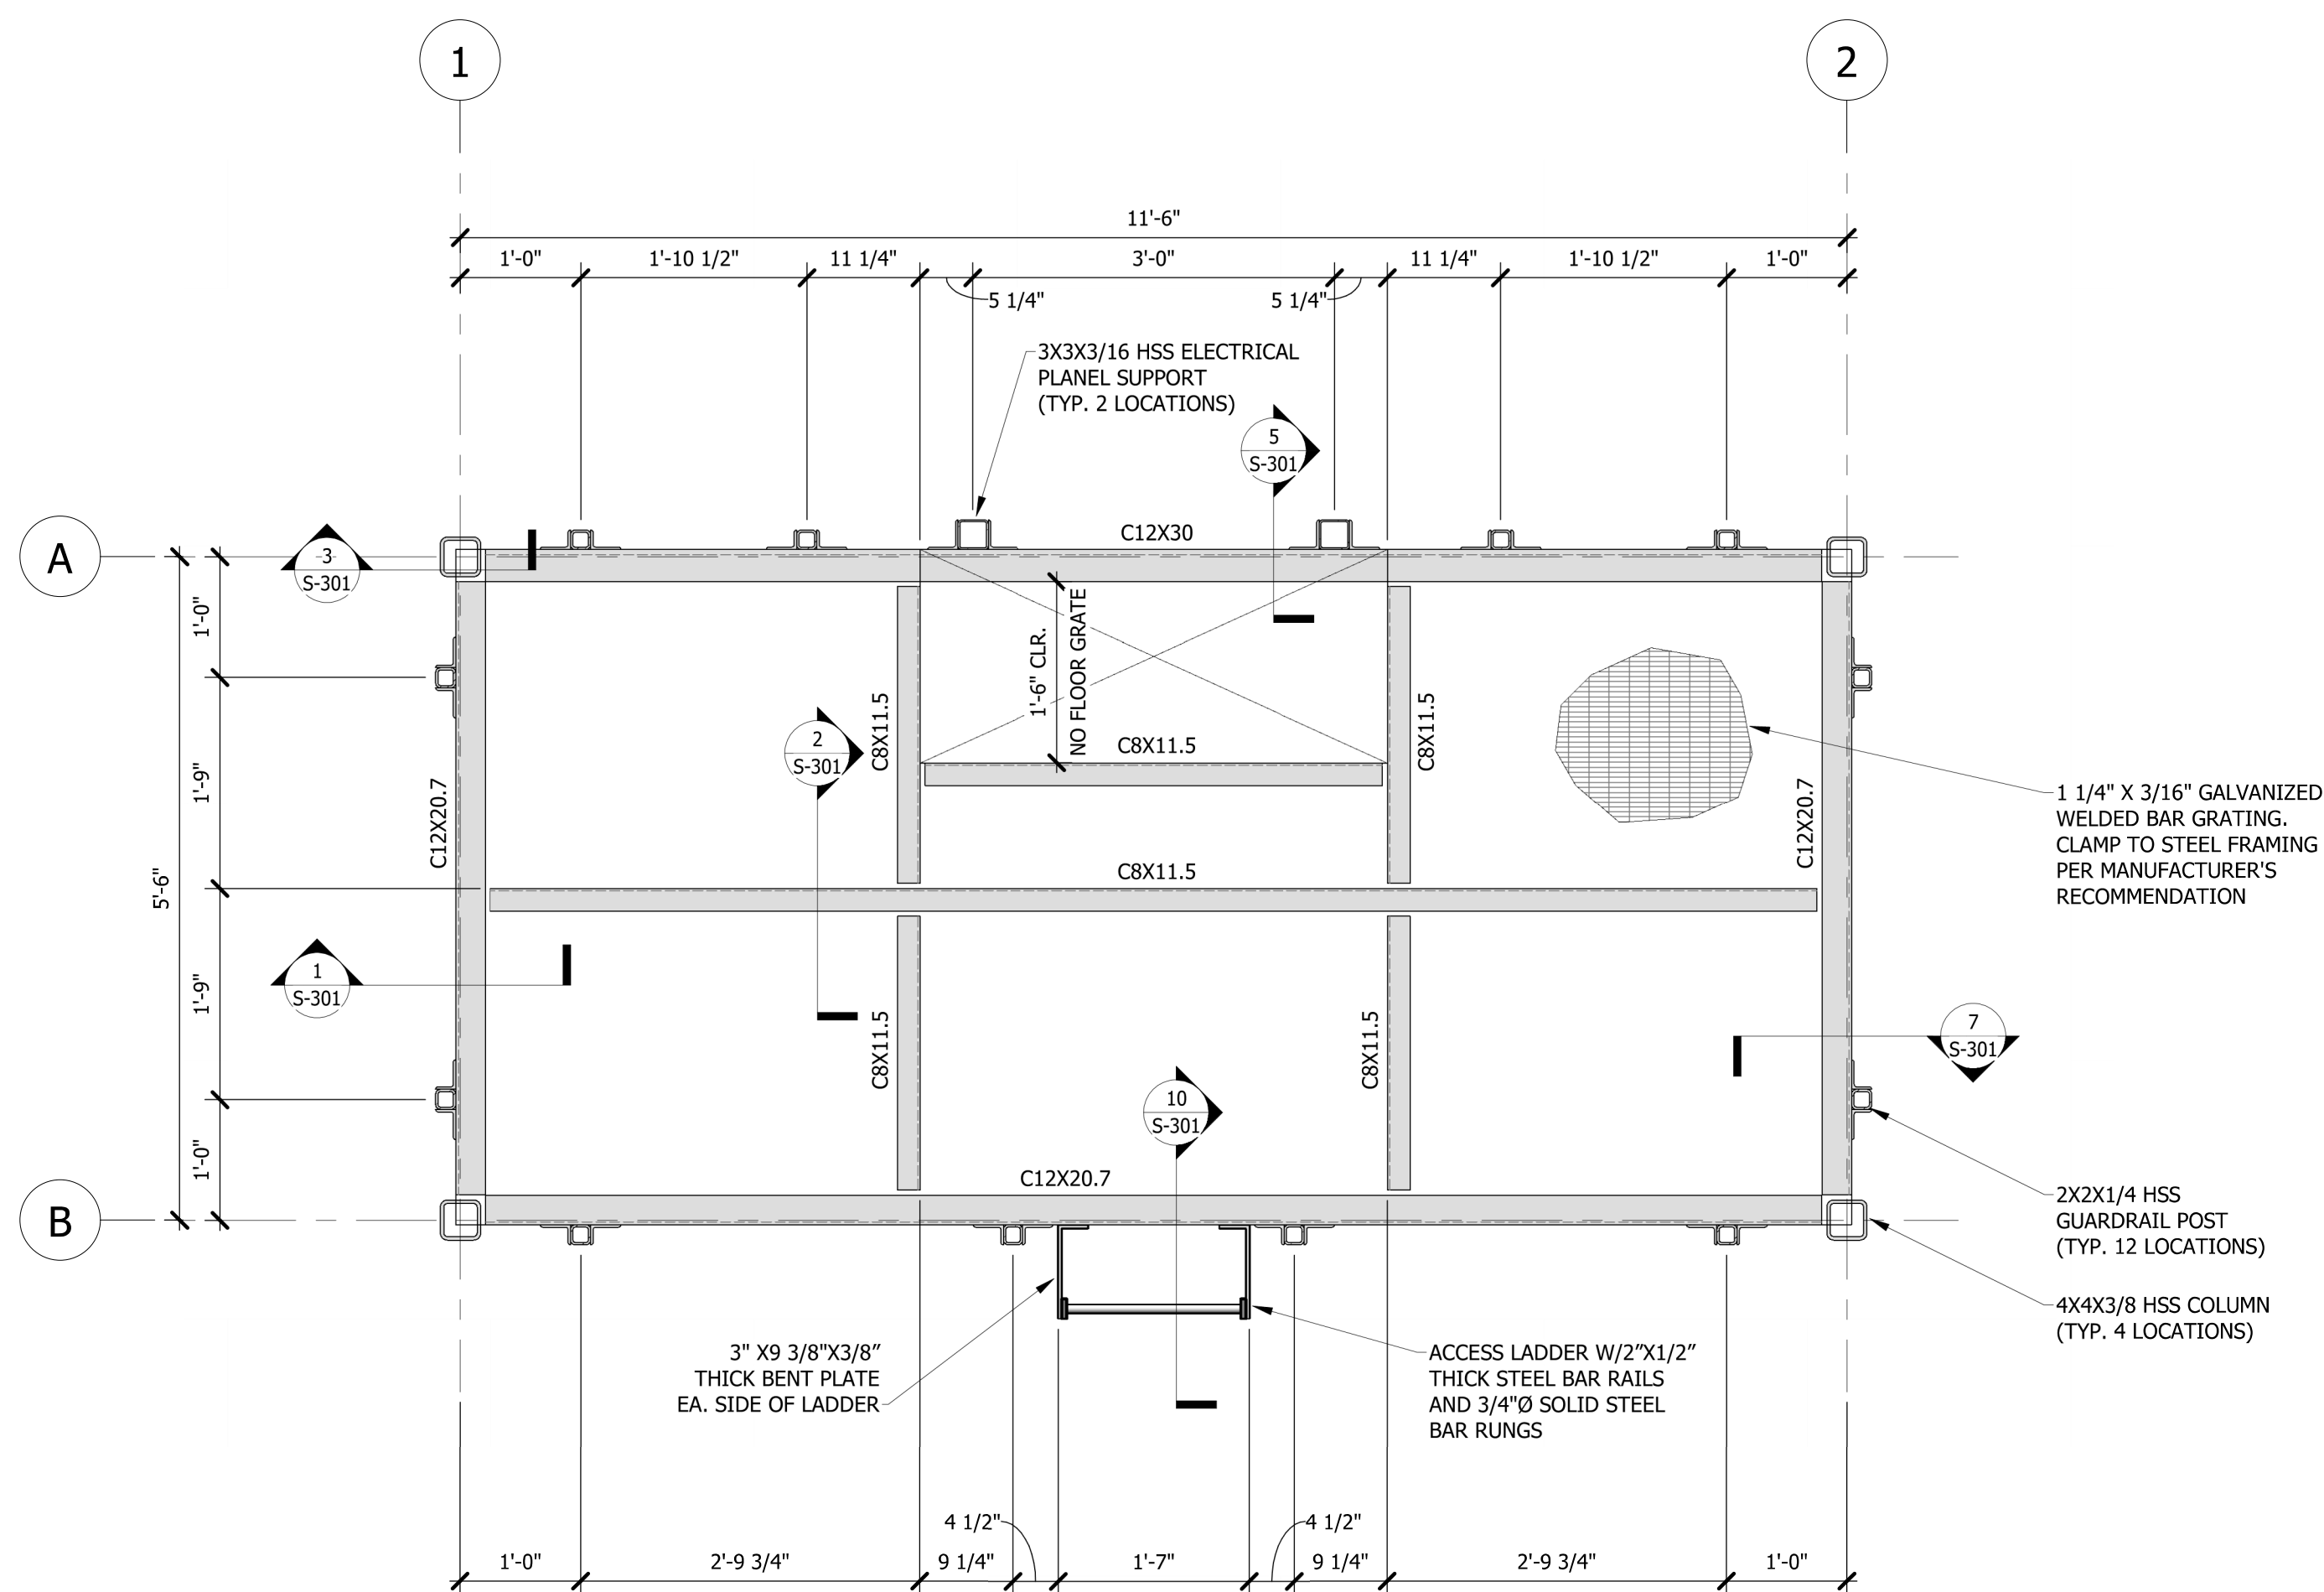 1
2
11'-6"
1'-0"
1'-10 1/2"
11 1/4"
3'-0"
11 1/4"
1'-10 1/2"
1'-0"
5 1/4"
5 1/4"
3X3X3/16 HSS ELECTRICAL
PLANEL SUPPORT
(TYP. 2 LOCATIONS)
5
S-301
A
3
S-301
C12X30
1'-0"
1'-6" CLR.
NO FLOOR GRATE
C8X11.5
C8X11.5
2
S-301
C8X11.5
1'-9"
C12X20.7
C12X20.7
1 1/4" X 3/16" GALVANIZED
WELDED BAR GRATING.
CLAMP TO STEEL FRAMING
PER MANUFACTURER'S
RECOMMENDATION
C8X11.5
5'-6"
1
S-301
1'-9"
C8X11.5
C8X11.5
7
S-301
10
S-301
1'-0"
C12X20.7
B
2X2X1/4 HSS
GUARDRAIL POST
(TYP. 12 LOCATIONS)
4X4X3/8 HSS COLUMN
(TYP. 4 LOCATIONS)
3" X9 3/8"X3/8”
THICK BENT PLATE
EA. SIDE OF LADDER
ACCESS LADDER W/2”X1/2”
THICK STEEL BAR RAILS
AND 3/4"Ø SOLID STEEL
BAR RUNGS
4 1/2"
4 1/2"
1'-0"
2'-9 3/4"
9 1/4"
1'-7"
9 1/4"
2'-9 3/4"
1'-0"